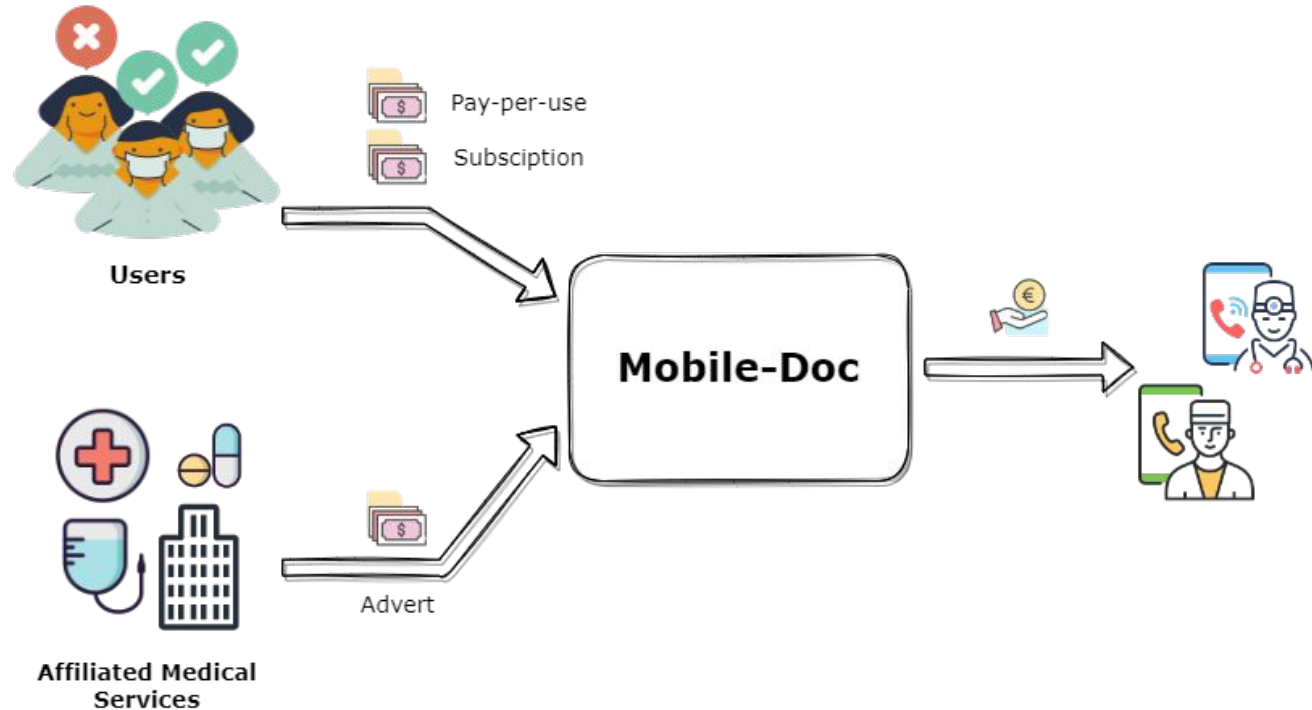 Pay-per-use
Subsciption
Users
Mobile-Doc
€
$
$
$
Advert
Affiliated Medical
Services